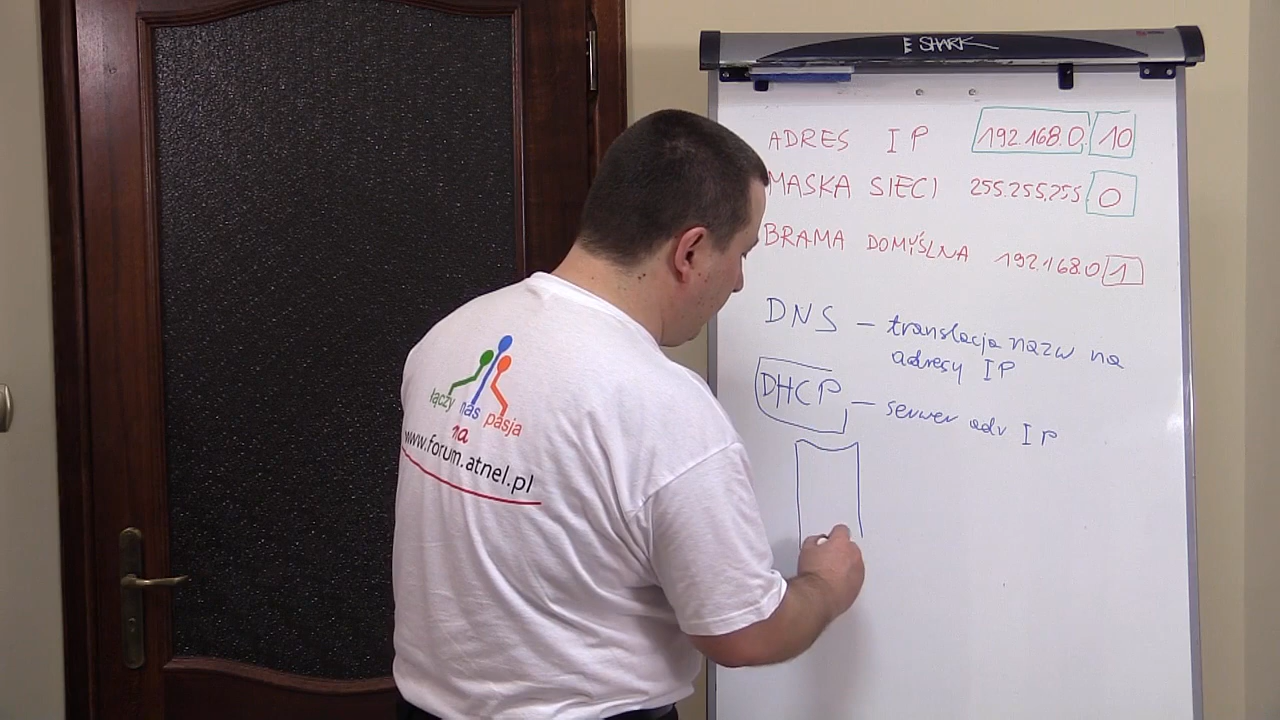 SHARK
ADRES IP 192.168.0. 10
MASKA SIECI 255.255.255. 0
BRAMA DOMYŚLNA 192.168.0 1
DNS – translacja nazw na
adresy IP
DHCP – serwer adr IP
łączy nas pasja
na
www.forum.atnel.pl